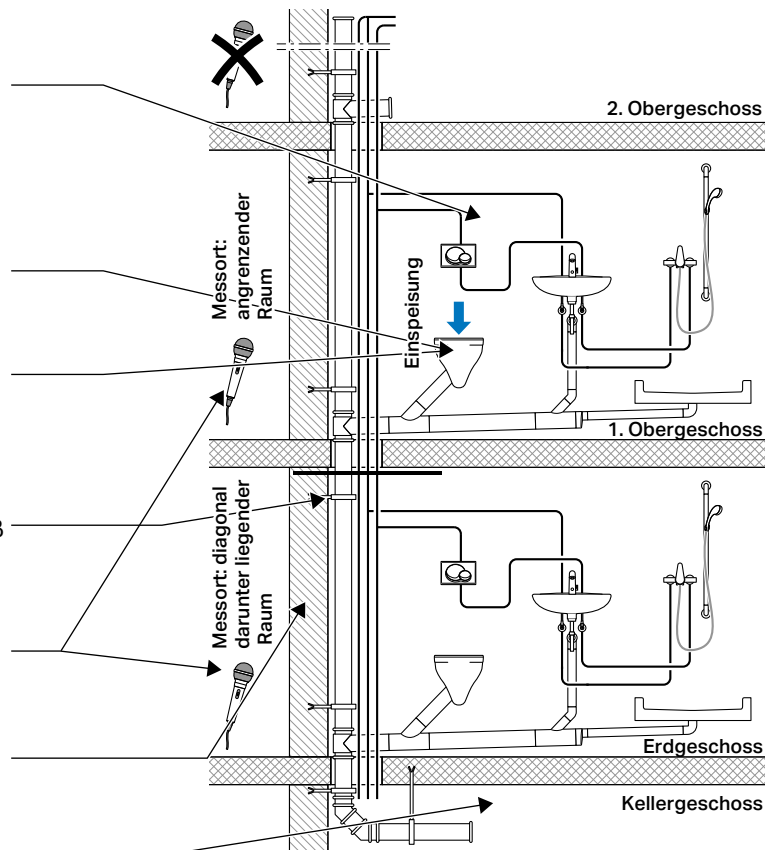 2. Obergeschoss
Messort:
angrenzender
Raum
Einspeisung
1. Obergeschoss
Messort: diagonal
darunter liegender
Raum
Erdgeschoss
Kellergeschoss